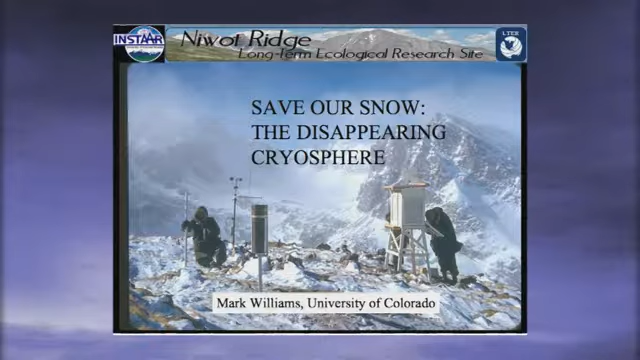 INSTAAR
Niwot Ridge
Long-Term Ecological Research Site
LTER
SAVE OUR SNOW:
THE DISAPPEARING
CRYOSPHERE
Mark Williams, University of Colorado